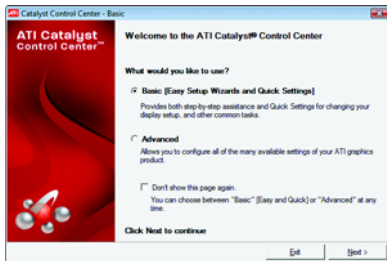 Catalyst Control Center - Basic
ATI Catalyst
Control Center™
Welcome to the ATI Catalyst® Control Center
What would you like to use?
Basic [Easy Setup Wizards and Quick Settings]
Provides both step-by-step assistance and Quick Settings for changing your
display setup, and other common tasks.
Advanced
Allows you to configure all of the many available settings of your ATI graphics
product.
Don't show this page again.
You can choose between "Basic" [Easy and Quick] or "Advanced" at any
time.
Click Next to continue
Exit
Next >